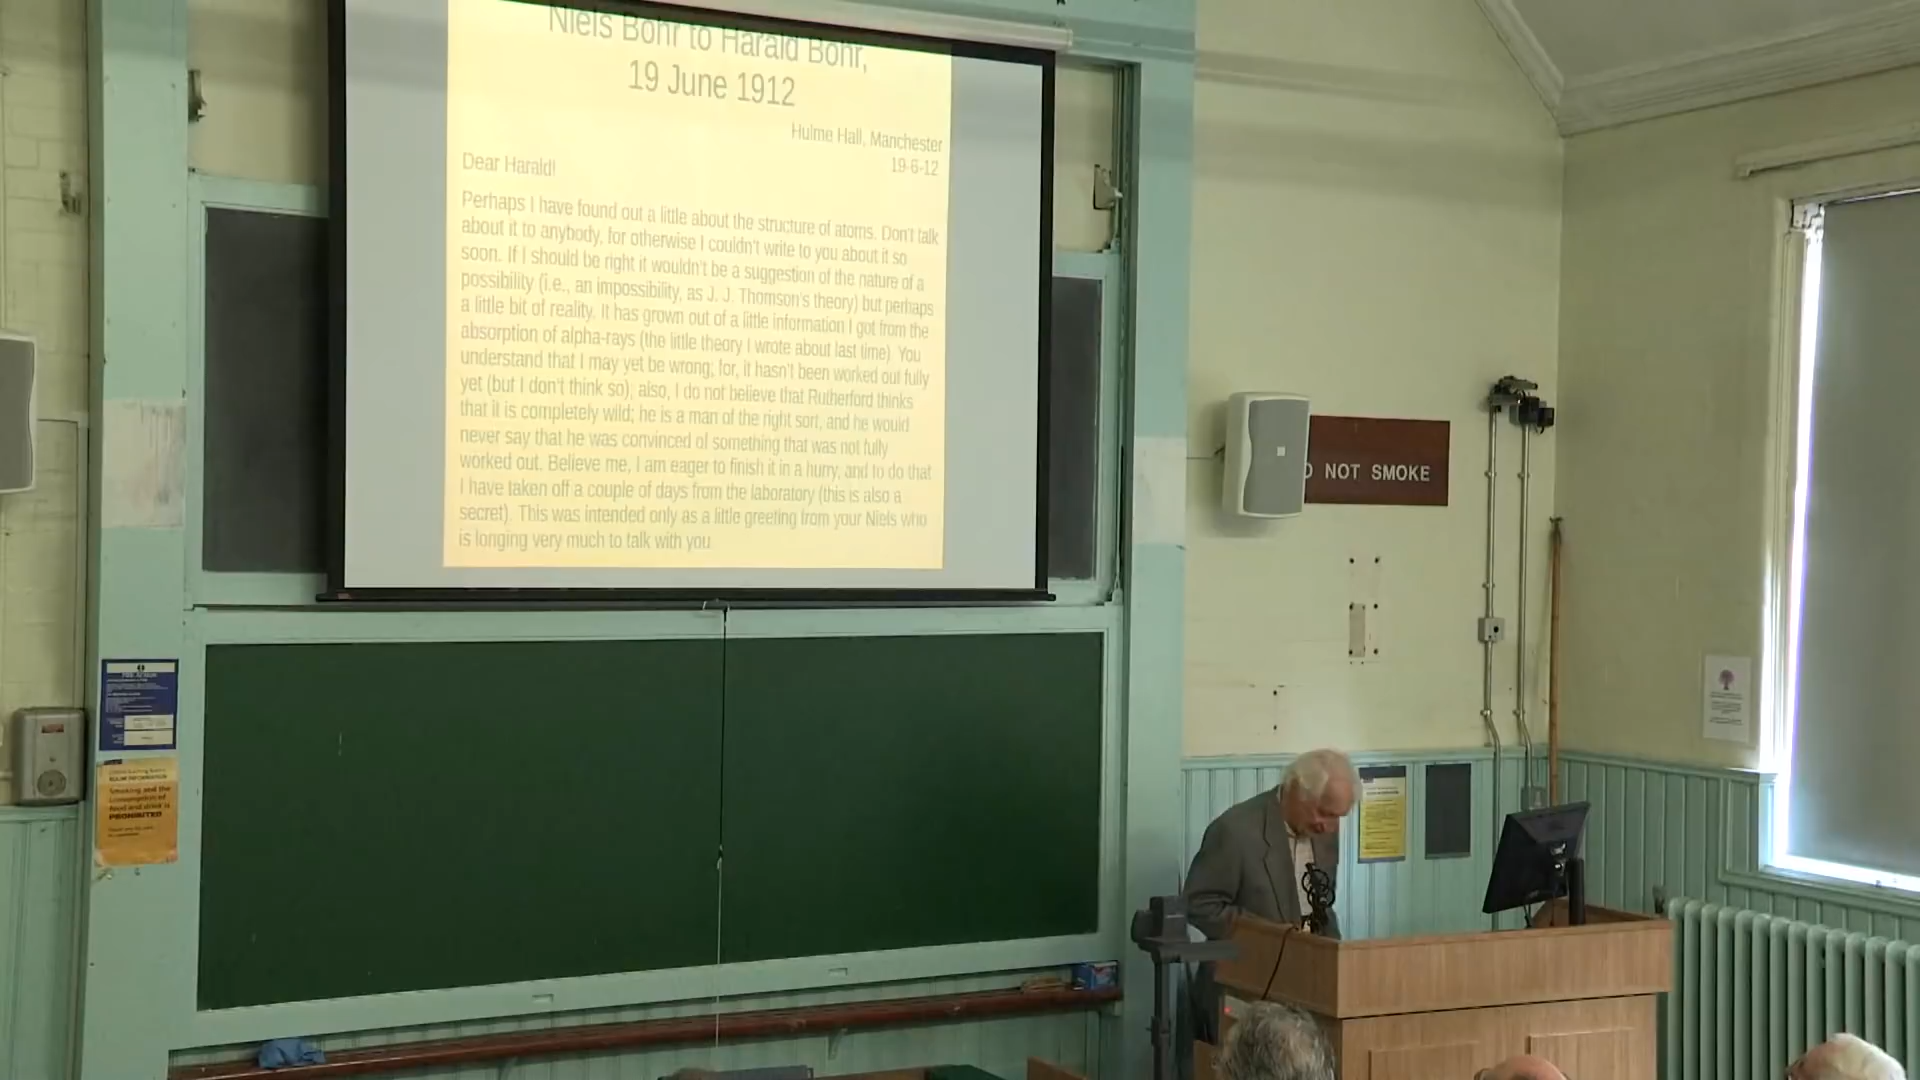 Niels Bohr to Harald Bohr,
19 June 1912
Hulme Hall, Manchester
19-6-12
Dear Harald!
Perhaps I have found out a little about the structure of atoms. Don't talk
about it to anybody, for otherwise I couldn't write to you about it so
soon. If I should be right it wouldn't be a suggestion of the nature of a
possibility (i.e., an impossibility, as J. J. Thomson's theory) but perhaps
a little bit of reality. It has grown out of a little information I got from the
absorption of alpha-rays (the little theory I wrote about last time). You
understand that I may yet be wrong; for, it hasn't been worked out fully
yet (but I don't think so); also, I do not believe that Rutherford thinks
that it is completely wild; he is a man of the right sort, and he would
never say that he was convinced of something that was not fully
worked out. Believe me, I am eager to finish it in a hurry, and to do that
I have taken off a couple of days from the laboratory (this is also a
secret). This was intended only as a little greeting from your Niels who
is longing very much to talk with you.
O NOT SMOKE
FIRE ACTION
ROOM INFORMATION
Smoking and the
consumption of
food and drink is
PROHIBITED